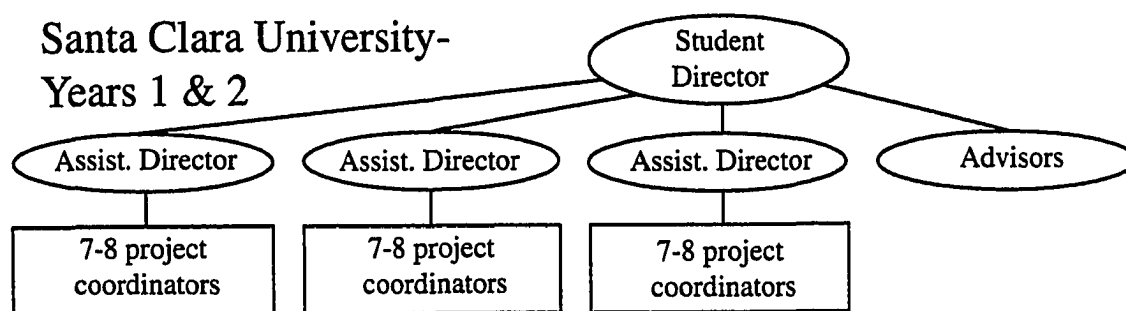 Santa Clara University-
Years 1 & 2
Student
Director
Assist. Director
Assist. Director
Assist. Director
Advisors
7-8 project
coordinators
7-8 project
coordinators
7-8 project
coordinators